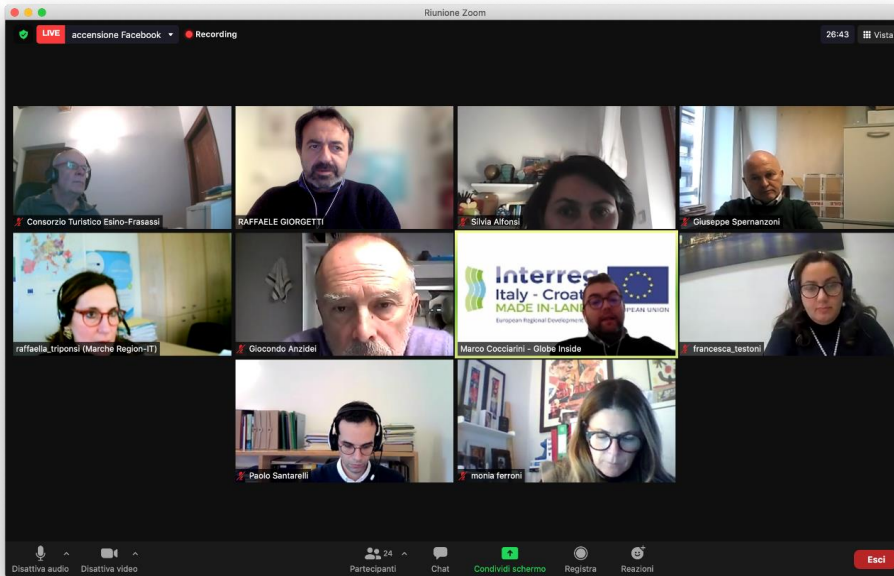 Riunione Zoom
LIVE accensione Facebook
Recording
26:43
Vista
Consorzio Turistico Esino-Frasassi
RAFFAELE GIORGETTI
Silvia Alfonsi
Giuseppe Spernanzoni
raffaella_triponsi (Marche Region-IT)
Giocondo Anzidei
Interreg
Italy - Croat
MADE IN-LAN
European Regional Development
PEAN UNION
Marco Cocciarini - Globe Inside
francesca_testoni
Paolo Santarelli
monia ferroni
Disattiva audio
Disattiva video
24
Partecipanti
Chat
Condividi schermo
Registra
Reazioni
Esci